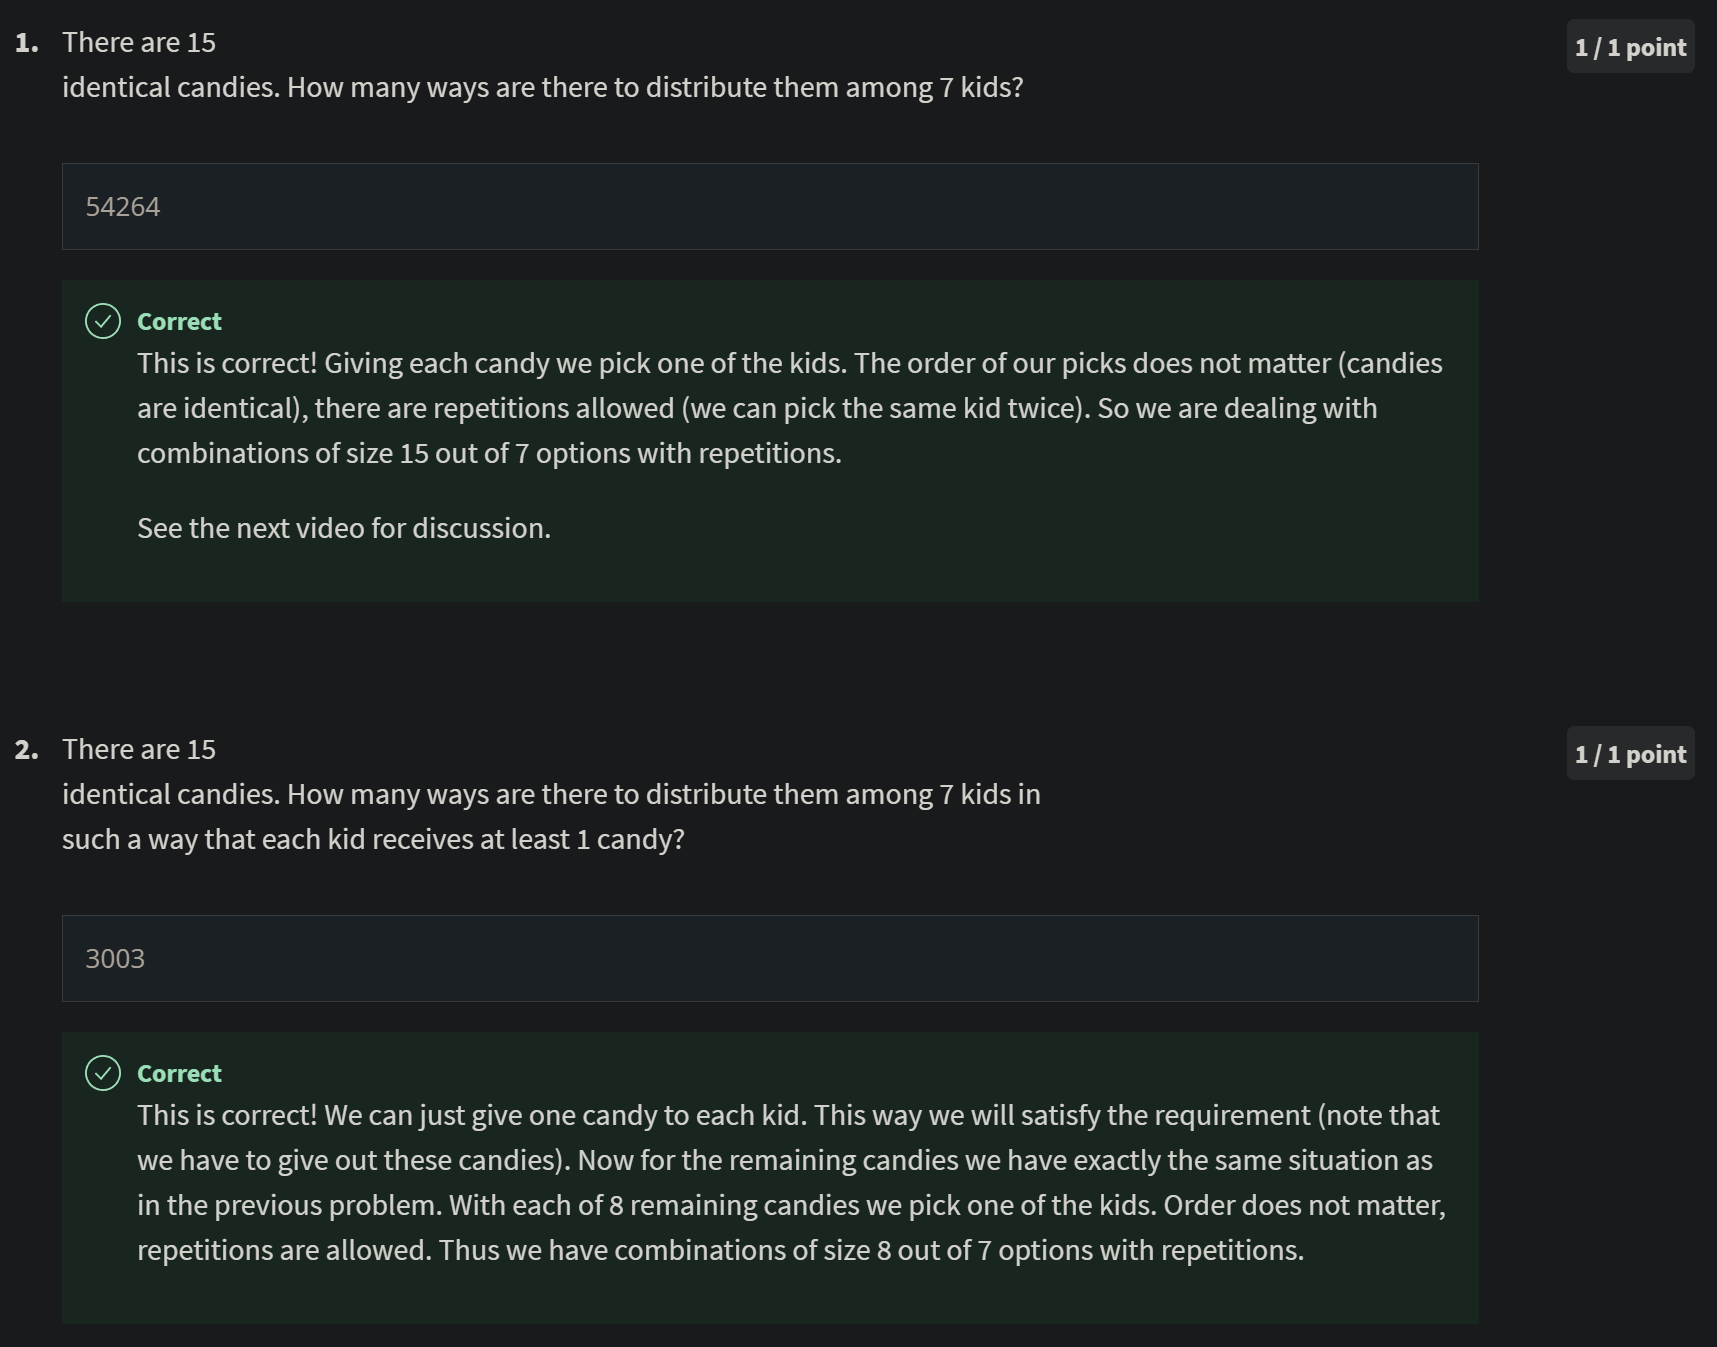 1. There are 15
1 / 1 point
identical candies. How many ways are there to distribute them among 7 kids?
54264
Correct
This is correct! Giving each candy we pick one of the kids. The order of our picks does not matter (candies
are identical), there are repetitions allowed (we can pick the same kid twice). So we are dealing with
combinations of size 15 out of 7 options with repetitions.
See the next video for discussion.
2. There are 15
1 / 1 point
identical candies. How many ways are there to distribute them among 7 kids in
such a way that each kid receives at least 1 candy?
3003
Correct
This is correct! We can just give one candy to each kid. This way we will satisfy the requirement (note that
we have to give out these candies). Now for the remaining candies we have exactly the same situation as
in the previous problem. With each of 8 remaining candies we pick one of the kids. Order does not matter,
repetitions are allowed. Thus we have combinations of size 8 out of 7 options with repetitions.